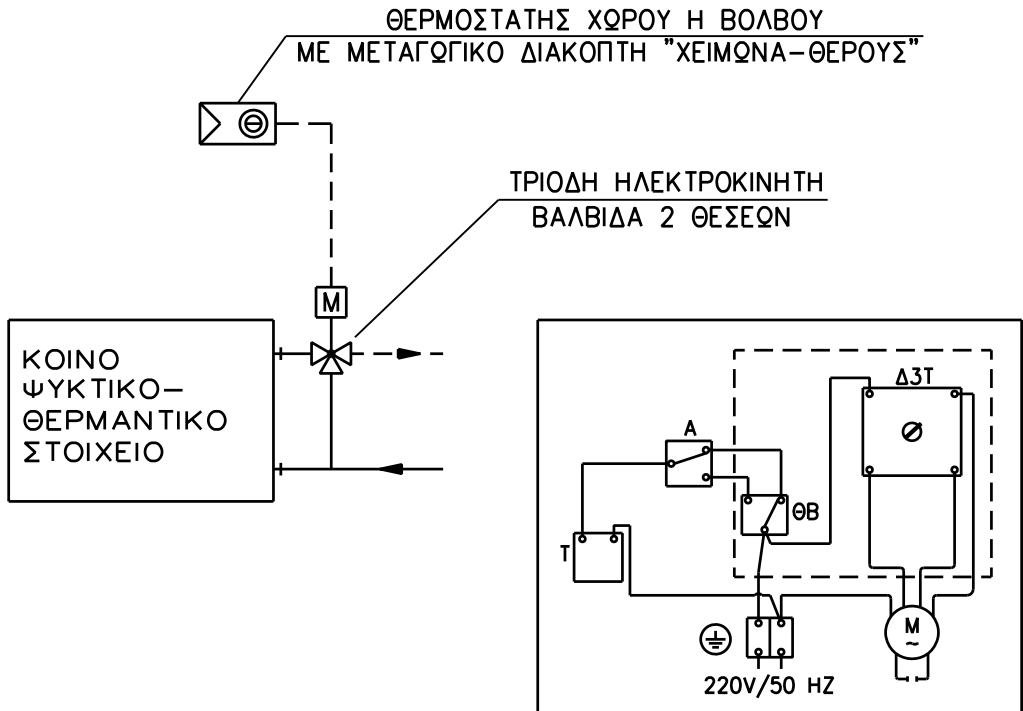 ΘΕΡΜΟΣΤΑΤΗΣ ΧΩΡΟΥ Η ΒΟΛΒΟΥ
ΜΕ ΜΕΤΑΓΩΓΙΚΟ ΔΙΑΚΟΠΤΗ "ΧΕΙΜΩΝΑ-ΘΕΡΟΥΣ"
ΤΡΙΟΔΗ ΗΛΕΚΤΡΟΚΙΝΗΤΗ
ΒΑΛΒΙΔΑ 2 ΘΕΣΕΩΝ
M
ΚΟΙΝΟ
ΨΥΚΤΙΚΟ-
ΘΕΡΜΑΝΤΙΚΟ
ΣΤΟΙΧΕΙΟ
Δ3Τ
Α
ΘΒ
Τ
M
~
220V/50 HZ